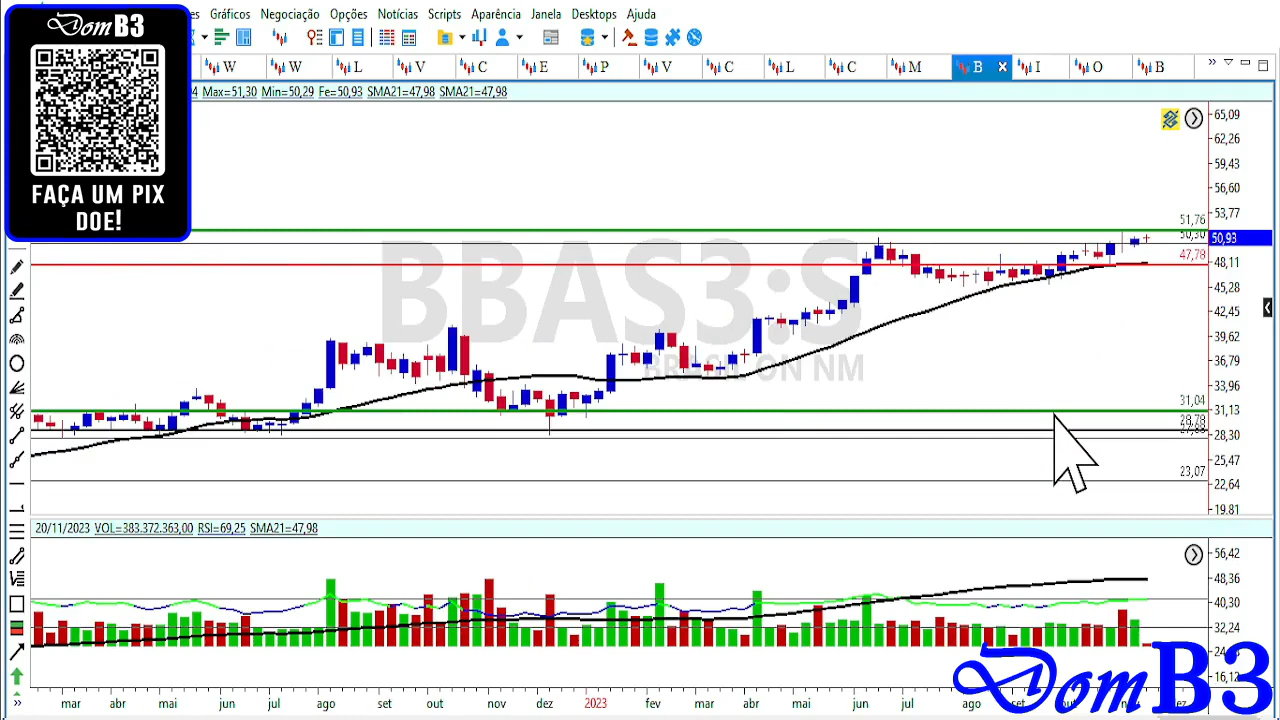 DomB3
FAÇA UM PIX
DOE!
Gráficos Negociação Opções Notícias Scripts Aparência Janela Desktops Ajuda
W W L V C E P V C L C M B I O B
Max=51,30 Min=50,29 Fe=50,93 SMA21=47,98 SMA21=47,98
BBAS3:S
BRASIL ON NM
65,09
62,26
59,43
56,60
53,77
51,76
50,93
47,78
48,11
45,28
42,45
39,62
36,79
33,96
31,04
31,13
28,78
28,30
25,47
23,07
22,64
19,81
20/11/2023 VOL=383.372.363,00 RSI=69,25 SMA21=47,98
56,42
48,36
40,30
32,24
16,12
mar abr mai jun jul ago set out nov dez 2023 fev mar abr mai jun jul ago set out
DomB3